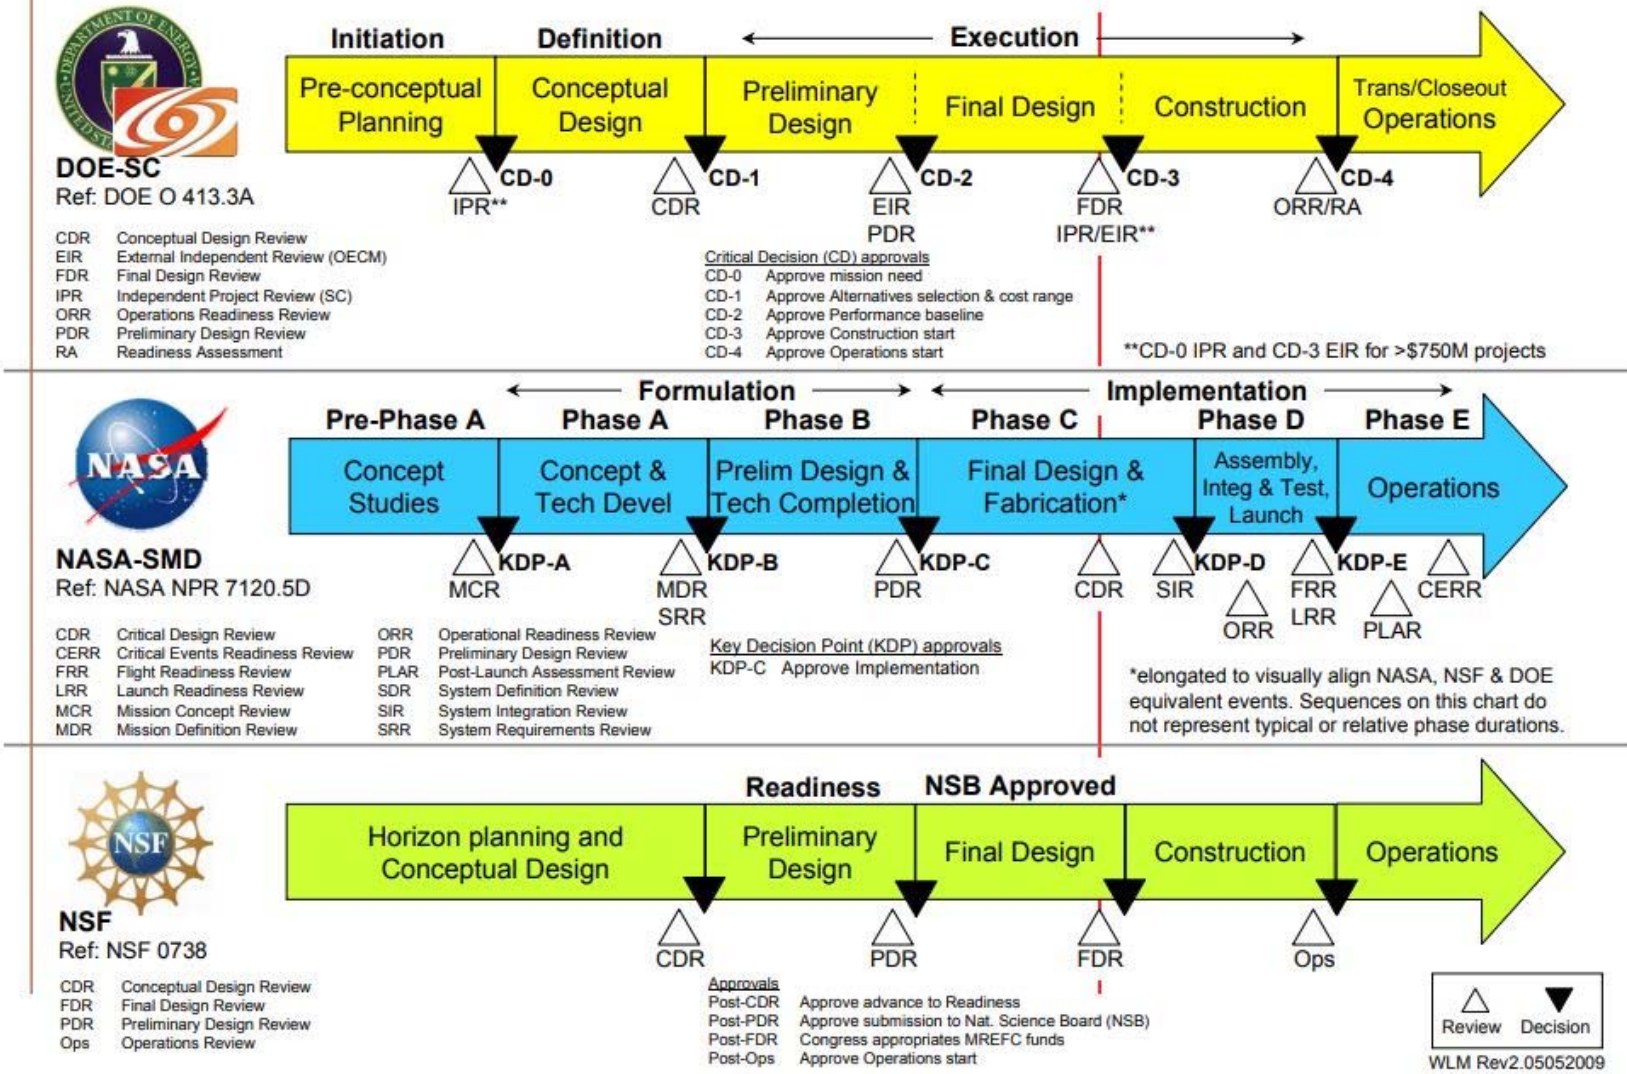 DEPARTMENT OF ENERGY
Initiation Definition Execution
Pre-conceptual Planning
Conceptual Design
Preliminary Design
Final Design
Construction
Trans/Closeout Operations
DOE-SC
Ref: DOE O 413.3A
CD-0 CD-1 CD-2 CD-3 CD-4
IPR** CDR EIR FDR ORR/RA
PDR IPR/EIR**
CDR Conceptual Design Review
EIR External Independent Review (OECM)
FDR Final Design Review
IPR Independent Project Review (SC)
ORR Operations Readiness Review
PDR Preliminary Design Review
RA Readiness Assessment
Critical Decision (CD) approvals
CD-0 Approve mission need
CD-1 Approve Alternatives selection & cost range
CD-2 Approve Performance baseline
CD-3 Approve Construction start
CD-4 Approve Operations start
**CD-0 IPR and CD-3 EIR for >$750M projects
Formulation Implementation
Pre-Phase A Phase A Phase B Phase C Phase D Phase E
NASA
Concept Studies
Concept & Tech Devel
Prelim Design & Tech Completion
Final Design & Fabrication*
Assembly, Integ & Test, Launch
Operations
NASA-SMD
Ref: NASA NPR 7120.5D
KDP-A KDP-B KDP-C KDP-D KDP-E
MCR MDR PDR CDR SIR FRR CERR
SRR ORR LRR PLAR
CDR Critical Design Review
CERR Critical Events Readiness Review
FRR Flight Readiness Review
LRR Launch Readiness Review
MCR Mission Concept Review
MDR Mission Definition Review
ORR Operational Readiness Review
PDR Preliminary Design Review
PLAR Post-Launch Assessment Review
SDR System Definition Review
SIR System Integration Review
SRR System Requirements Review
Key Decision Point (KDP) approvals
KDP-C Approve Implementation
*elongated to visually align NASA, NSF & DOE
equivalent events. Sequences on this chart do
not represent typical or relative phase durations.
Readiness NSB Approved
Horizon planning and Conceptual Design
Preliminary Design
Final Design
Construction
Operations
NSF
NSF
Ref: NSF 0738
CDR PDR FDR Ops
CDR Conceptual Design Review
FDR Final Design Review
PDR Preliminary Design Review
Ops Operations Review
Approvals
Post-CDR Approve advance to Readiness
Post-PDR Approve submission to Nat. Science Board (NSB)
Post-FDR Congress appropriates MREFC funds
Post-Ops Approve Operations start
Review Decision
WLM Rev2.05052009